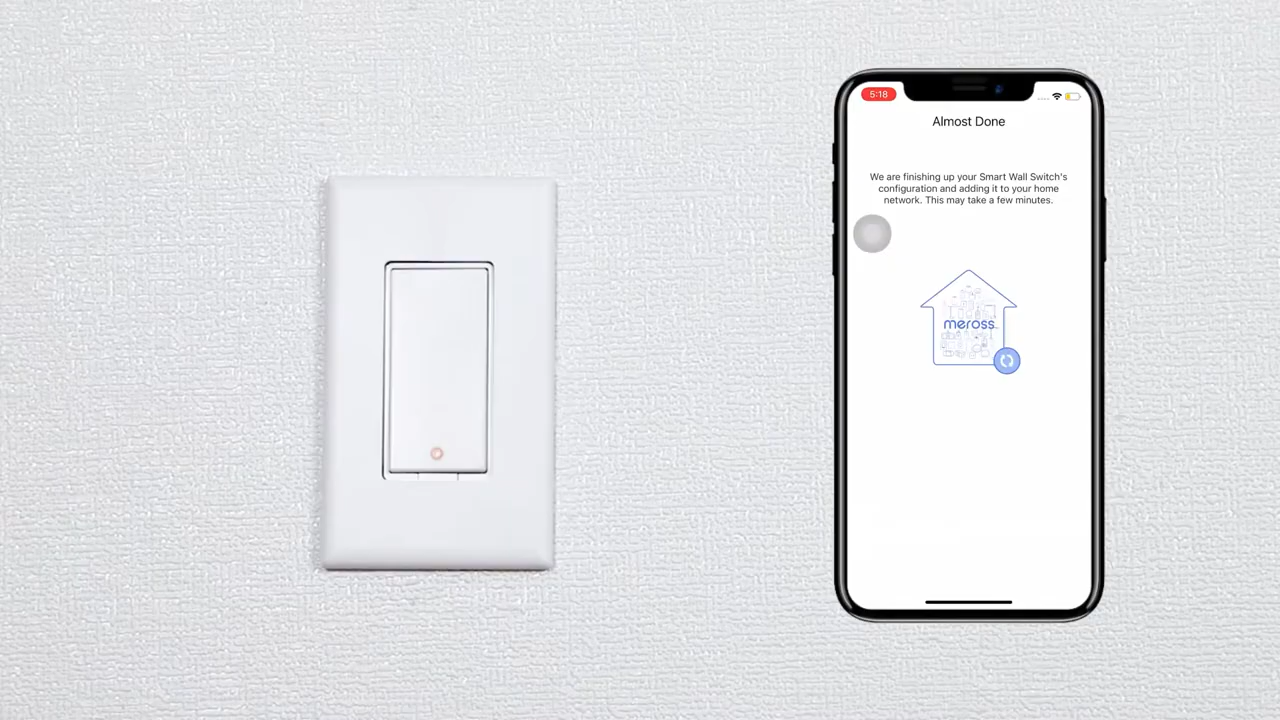 5:18
Almost Done
We are finishing up your Smart Wall Switch's
configuration and adding it to your home
network. This may take a few minutes.
meross